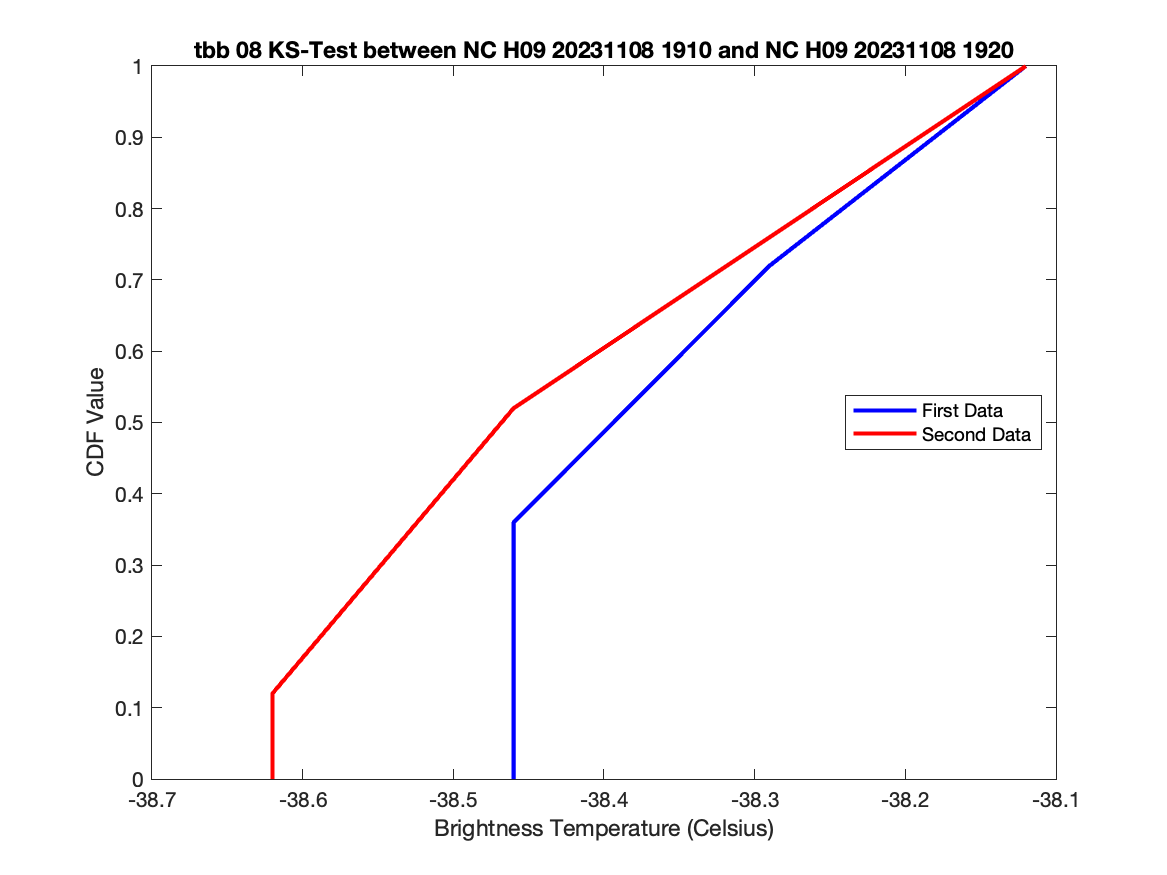 tbb 08 KS-Test between NC H09 20231108 1910 and NC H09 20231108 1920
1
0.9
0.8
0.7
0.6
0.5
0.4
0.3
0.2
0.1
0
CDF Value
First Data
Second Data
-38.7 -38.6 -38.5 -38.4 -38.3 -38.2 -38.1
Brightness Temperature (Celsius)